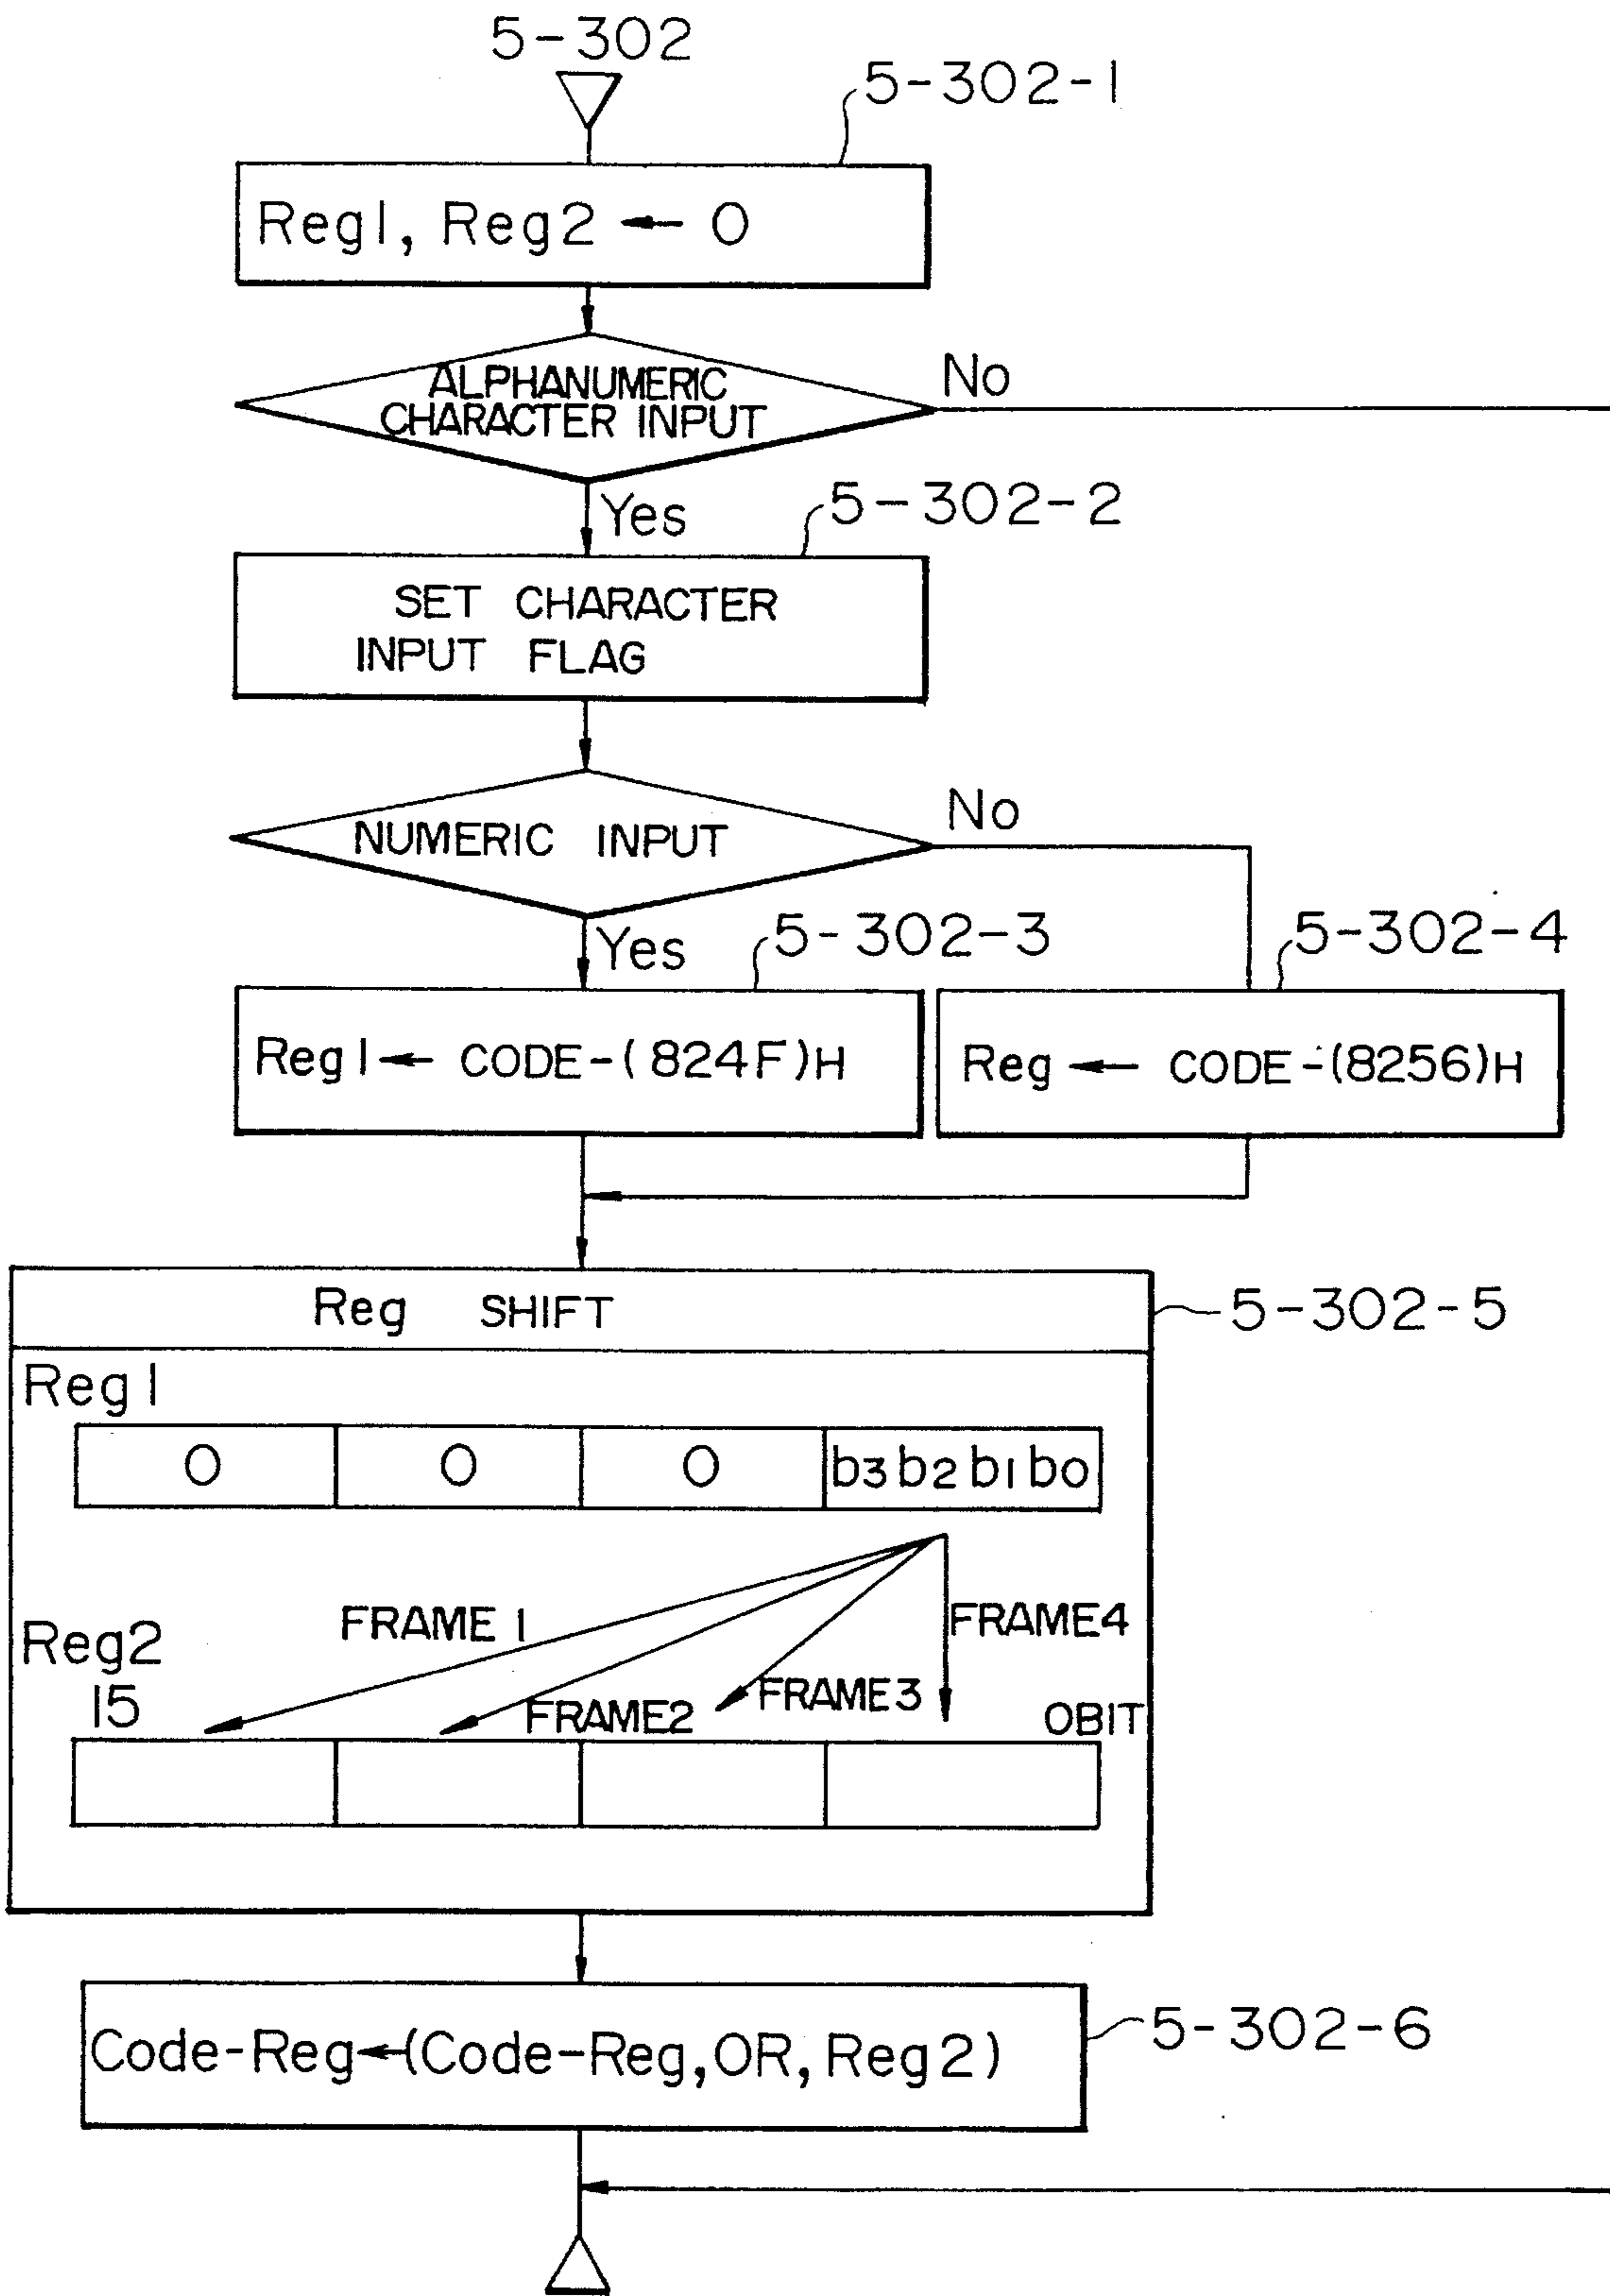 5-302
5-302-1
Reg1, Reg2 ← 0
ALPHANUMERIC
CHARACTER INPUT
No
Yes
5-302-2
SET CHARACTER
INPUT FLAG
NUMERIC INPUT
No
Yes
5-302-3
5-302-4
Reg1 ← CODE-(824F)H
Reg ← CODE-(8256)H
Reg SHIFT
5-302-5
Reg1
0 0 0 b3 b2 b1 b0
FRAME 1
FRAME4
Reg2
FRAME3
15
FRAME2
0BIT
Code-Reg←(Code-Reg,OR,Reg2)
5-302-6